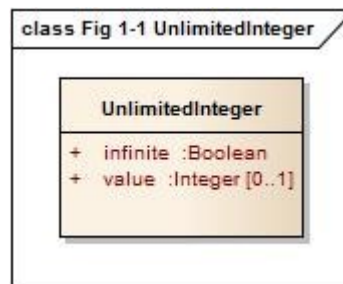 class Fig 1-1 UnlimitedInteger
UnlimitedInteger
+ infinite :Boolean
+ value :Integer [0..1]